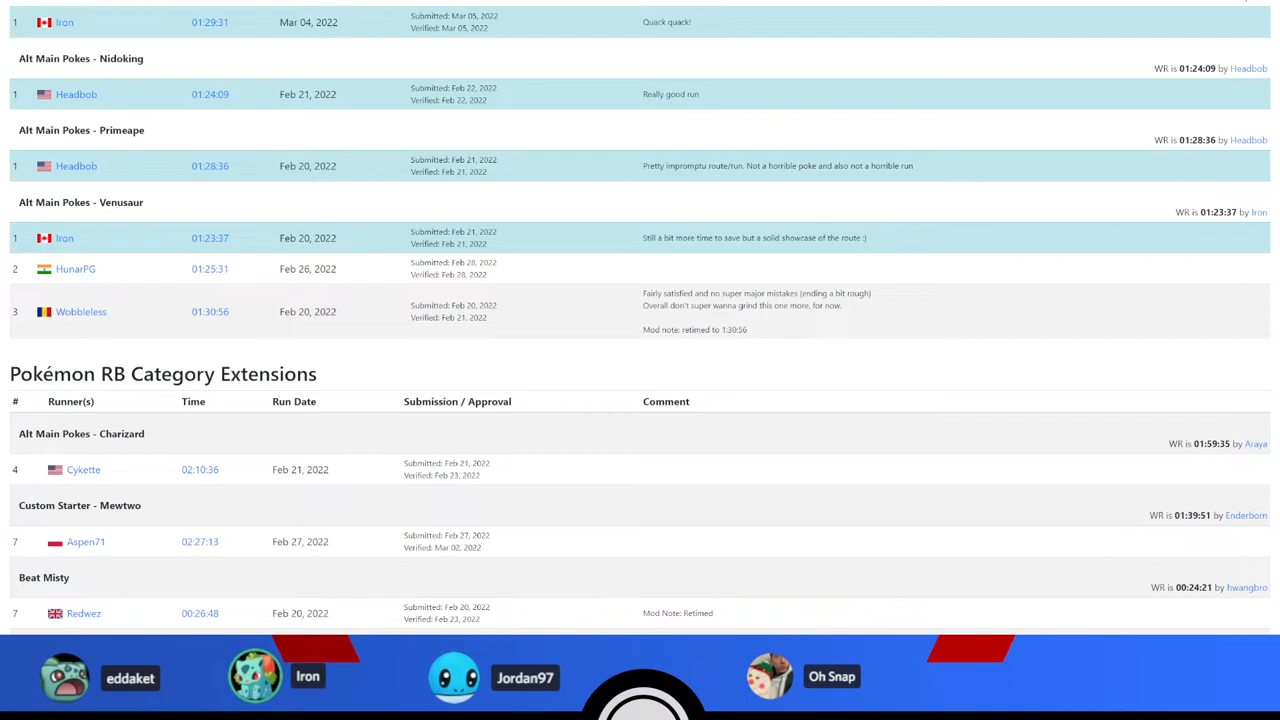 1 Iron 01:29:31 Mar 04, 2022 Submitted: Mar 05, 2022 Quack quack!
Verified: Mar 05, 2022
Alt Main Pokes - Nidoking
WR is 01:24:09 by Headbob
1 Headbob 01:24:09 Feb 21, 2022 Submitted: Feb 22, 2022 Really good run
Verified: Feb 22, 2022
Alt Main Pokes - Primeape
WR is 01:28:36 by Headbob
1 Headbob 01:28:36 Feb 20, 2022 Submitted: Feb 21, 2022 Pretty impromptu route/run. Not a horrible poke and also not a horrible run
Verified: Feb 21, 2022
Alt Main Pokes - Venusaur
WR is 01:23:37 by Iron
1 Iron 01:23:37 Feb 20, 2022 Submitted: Feb 21, 2022 Still a bit more time to save but a solid showcase of the route :)
Verified: Feb 21, 2022
2 HunarPG 01:25:31 Feb 26, 2022 Submitted: Feb 28, 2022
Verified: Feb 28, 2022
Fairly satisfied and no super major mistakes (ending a bit rough)
3 Wobbleless 01:30:56 Feb 20, 2022 Submitted: Feb 20, 2022 Overall don't super wanna grind this one more, for now.
Verified: Feb 21, 2022
Mod note: retimed to 1:30:56
Pokémon RB Category Extensions
# Runner(s) Time Run Date Submission / Approval Comment
Alt Main Pokes - Charizard
WR is 01:59:35 by Araya
4 Cykette 02:10:36 Feb 21, 2022 Submitted: Feb 21, 2022
Verified: Feb 23, 2022
Custom Starter - Mewtwo
WR is 01:39:51 by Enderborn
7 Aspen71 02:27:13 Feb 27, 2022 Submitted: Feb 27, 2022
Verified: Mar 02, 2022
Beat Misty
WR is 00:24:21 by hwangbro
7 Redwez 00:26:48 Feb 20, 2022 Submitted: Feb 20, 2022 Mod Note: Retimed
Verified: Feb 23, 2022
eddaket Iron Jordan97 Oh Snap